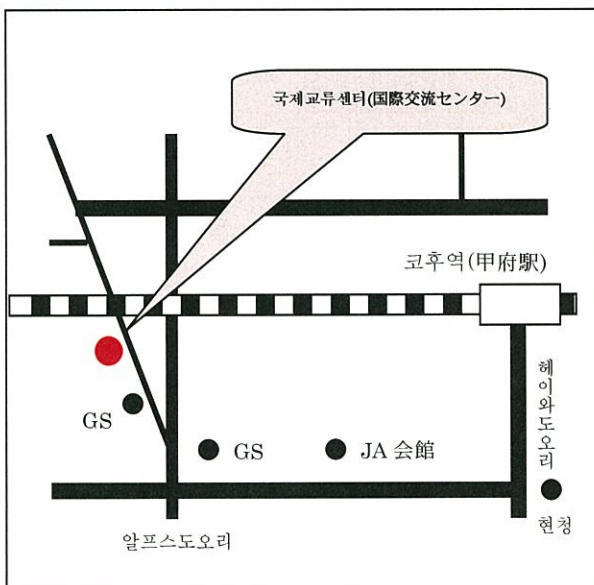 국제교류센터(国際交流センター)
코후역(甲府駅)
헤이와도오리
GS
GS
JA 会館
현청
알프스도오리